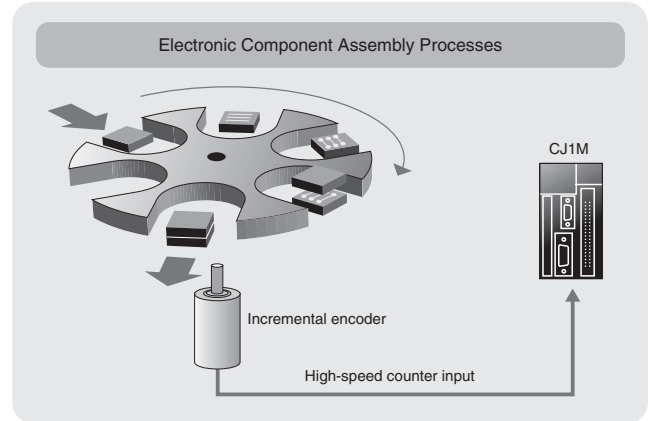 Electronic Component Assembly Processes
CJ1M
Incremental encoder
High-speed counter input